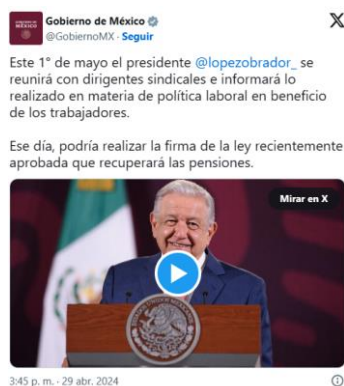 Gobierno de México
@GobiernoMX · Seguir
Este 1° de mayo el presidente @lopezobrador_ se
reunirá con dirigentes sindicales e informará lo
realizado en materia de política laboral en beneficio
de los trabajadores.
Ese día, podría realizar la firma de la ley recientemente
aprobada que recuperará las pensiones.
Mirar en X
3:45 p. m. · 29 abr. 2024